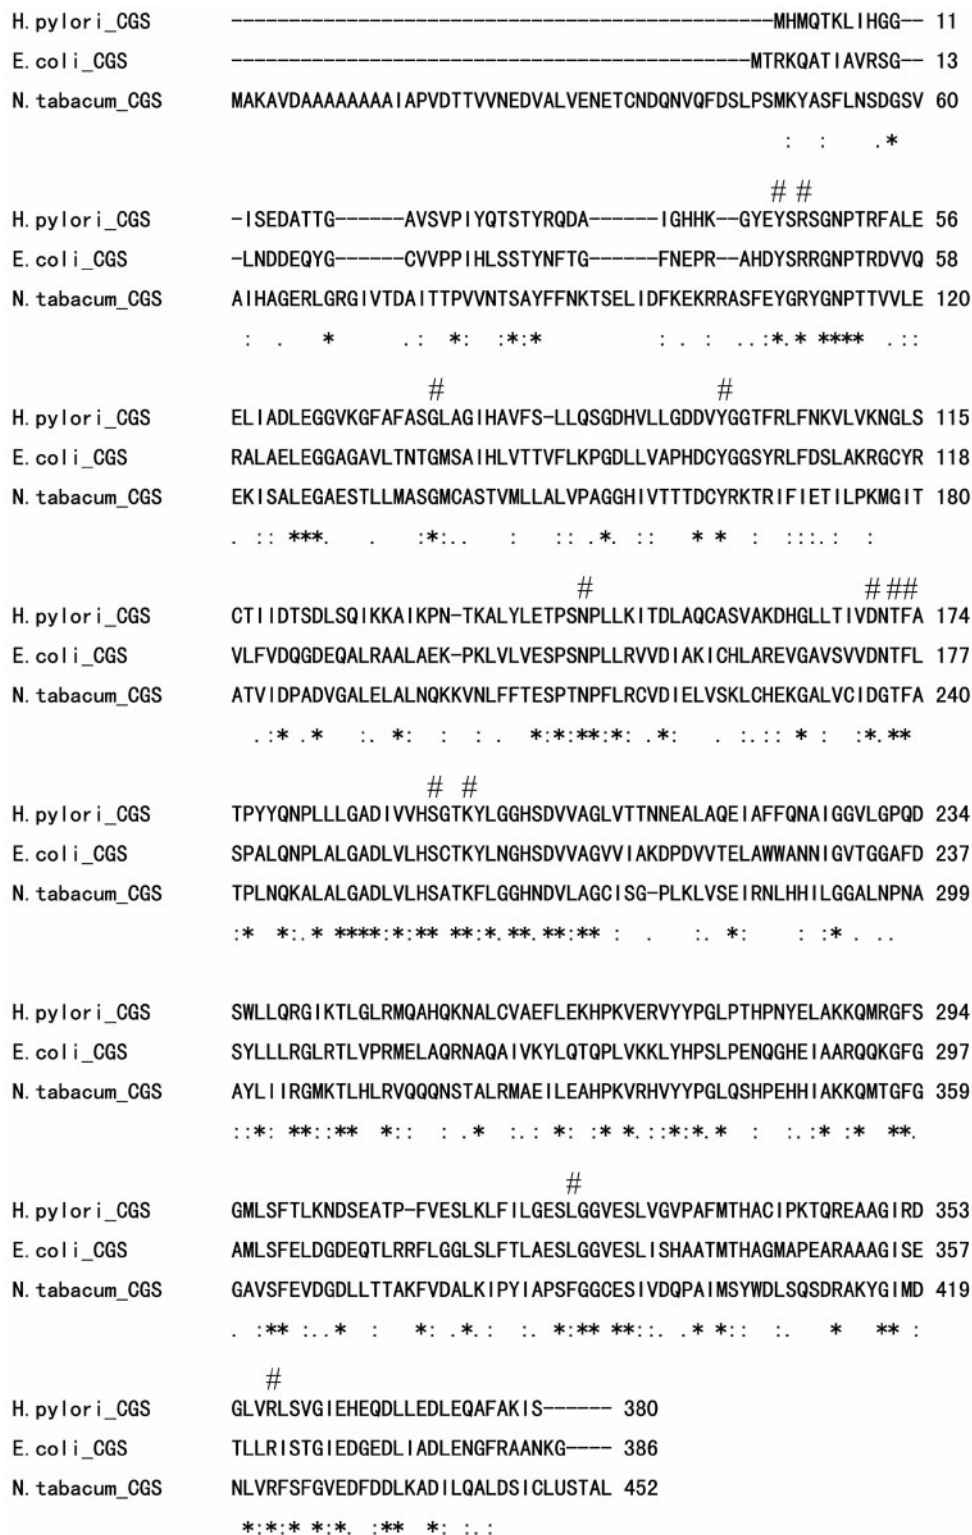 H.pylori_CGS -----------------------------------------------MHMQTKLIHGG-- 11
E.coli_CGS ---------------------------------------------MTRKQATIAVRSG-- 13
N.tabacum_CGS MAKAVDAAAAAAAAIAPVDTTVVNEDVALVENETCNDQNVQFDSLPSMKYASFLNSDGSV 60
: : .*
# #
H.pylori_CGS -ISEDATTG------AVSVPIYQTSTYRQDA------IGHHK--GYEYSRSGNPTRFALE 56
E.coli_CGS -LNDDEQYG------CVVPPIHLSSTYNFTG------FNEPR--AHDYSRRGNPTRDVVQ 58
N.tabacum_CGS AIHAGERLGRGIVTDAITTPVVNTSAYFFNKTSELIDFKEKRRASFEYGRYGNPTTVVLE 120
: . * .: *: :*:* : . : ..:*.* **** .::
# #
H.pylori_CGS ELIADLEGGVKGFAFASGLAGIHAVFS-LLQSGDHVLLGDDVYGGTFRLFNKVLVKNGLS 115
E.coli_CGS RALAELEGGAGAVLTNTGMSAIHLVTTVFLKPGDLLVAPHDCYGGSYRLFDSLAKRGCYR 118
N.tabacum_CGS EKISALEGAESTLLMASGMCASTVMLLALVPAGGHIVTTTDCYRKTRIFIETILPKMGIT 180
. :: ***. . :*:.. : :: .*. :: * * : :::.: :
# # ###
H.pylori_CGS CTIIDTSDLSQIKKAIKPN-TKALYLETPSNPLLKITDLAQCASVAKDHGLLTIVDNTFA 174
E.coli_CGS VLFVDQGDEQALRAALAEK-PKLVLVESPSNPLLRVVDIAKICHLAREVGAVSVVDNTFL 177
N.tabacum_CGS ATVIDPADVGALELALNQKKVNLFFTESPTNPFLRCVDIELVSKLCHEKGALVCIDGTFA 240
.:* .* :. *: : : . *:*:**:*: .*: . :.:: * : :*.**
# #
H.pylori_CGS TPYYQNPLLLGADIVVHSGTKYLGGHSDVVAGLVTTNNEALAQEIAFFQNAIGGVLGPQD 234
E.coli_CGS SPALQNPLALGADLVLHSCTKYLNGHSDVVAGVVIAKDPDVVTELAWWANNIGVTGGAFD 237
N.tabacum_CGS TPLNQKALALGADLVLHSATKFLGGHNDVLAGCISG-PLKLVSEIRNLHHILGGALNPNA 299
:* *:.* ****:*:** **:*.**.**:** : . :. *: : :* . ..
H.pylori_CGS SWLLQRGIKTLGLRMQAHQKNALCVAEFLEKHPKVERVYYPGLPTHPNYELAKKQMRGFS 294
E.coli_CGS SYLLLRGLRTLVPRMELAQRNAQAIVKYLQTQPLVKKLYHPSLPENQGHEIAARQQKGFG 297
N.tabacum_CGS AYLIIRGMKTLHLRVQQQNSTALRMAEILEAHPKVRHVYYPGLQSHPEHHIAKKQMTGFG 359
::*: **::** *:: : .* :.: *: :* *.::*:*.* : :.:* :* **.
#
H.pylori_CGS GMLSFTLKNDSEATP-FVESLKLFILGESLGGVESLVGVPAFMTHACIPKTQREAAGIRD 353
E.coli_CGS AMLSFELDGDEQTLRRFLGGLSLFTLAESLGGVESLISHAATMTHAGMAPEARAAAGISE 357
N.tabacum_CGS GAVSFEVDGDLLTTAKFVDALKIPYIAPSFGGCESIVDQPAIMSYWDLSQSDRAKYGIMD 419
. :** :..* : *: .*.: :. *:** **::. .* *:: :. * ** :
#
H.pylori_CGS GLVRLSVGIEHEQDLLEDLEQAFAKIS------ 380
E.coli_CGS TLLRISTGIEDGEDLIADLENGFRAANKG---- 386
N.tabacum_CGS NLVRFSFGVEDFDDLKADILQALDSICLUSTAL 452
*:*:* *:*. :** *: :.: